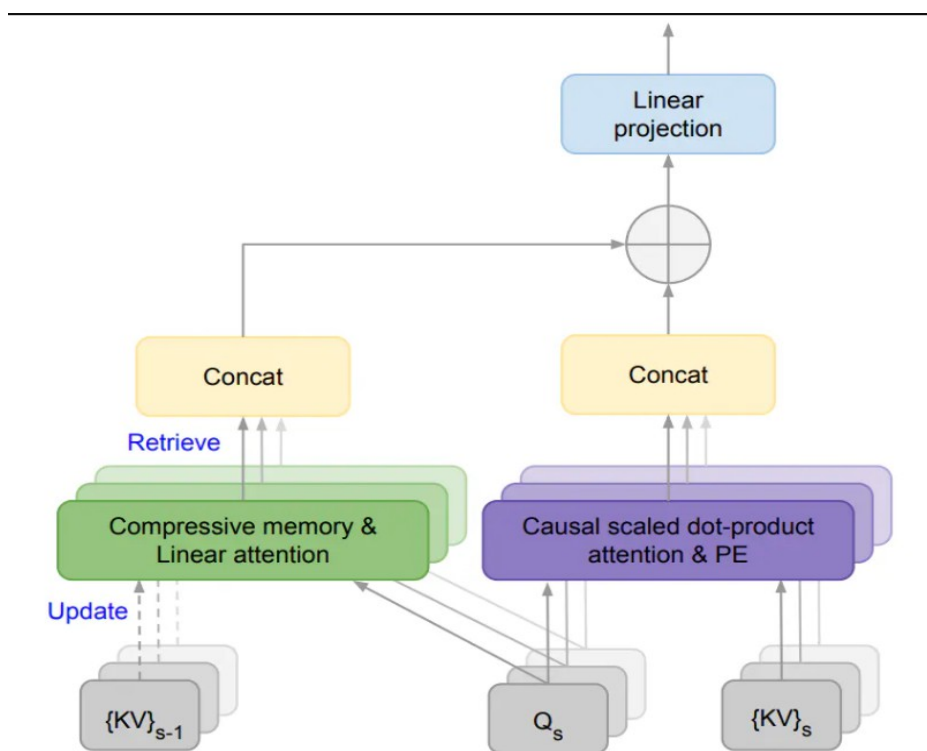 Linear
projection
Concat
Concat
Retrieve
Compressive memory &
Linear attention
Causal scaled dot-product
attention & PE
Update
{KV}s-1
Qs
{KV}s